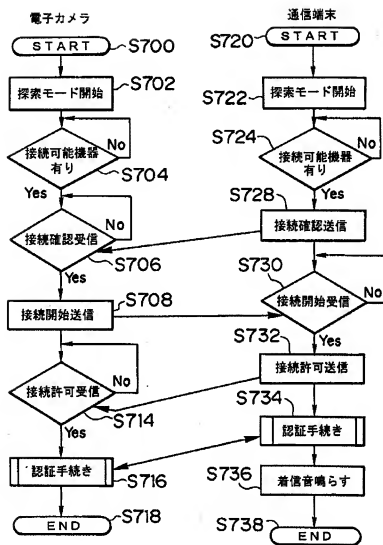 電子カメラ
START
S700
探索モード開始
S702
接続可能機器
有り
No
Yes
S704
接続確認受信
No
Yes
S706
接続開始送信
S708
接続許可受信
No
Yes
S714
認証手続き
S716
END
S718
通信端末
START
S720
探索モード開始
S722
接続可能機器
有り
No
Yes
S724
接続確認送信
S728
接続開始受信
No
Yes
S730
接続許可送信
S732
認証手続き
S734
着信音鳴らす
S736
END
S738